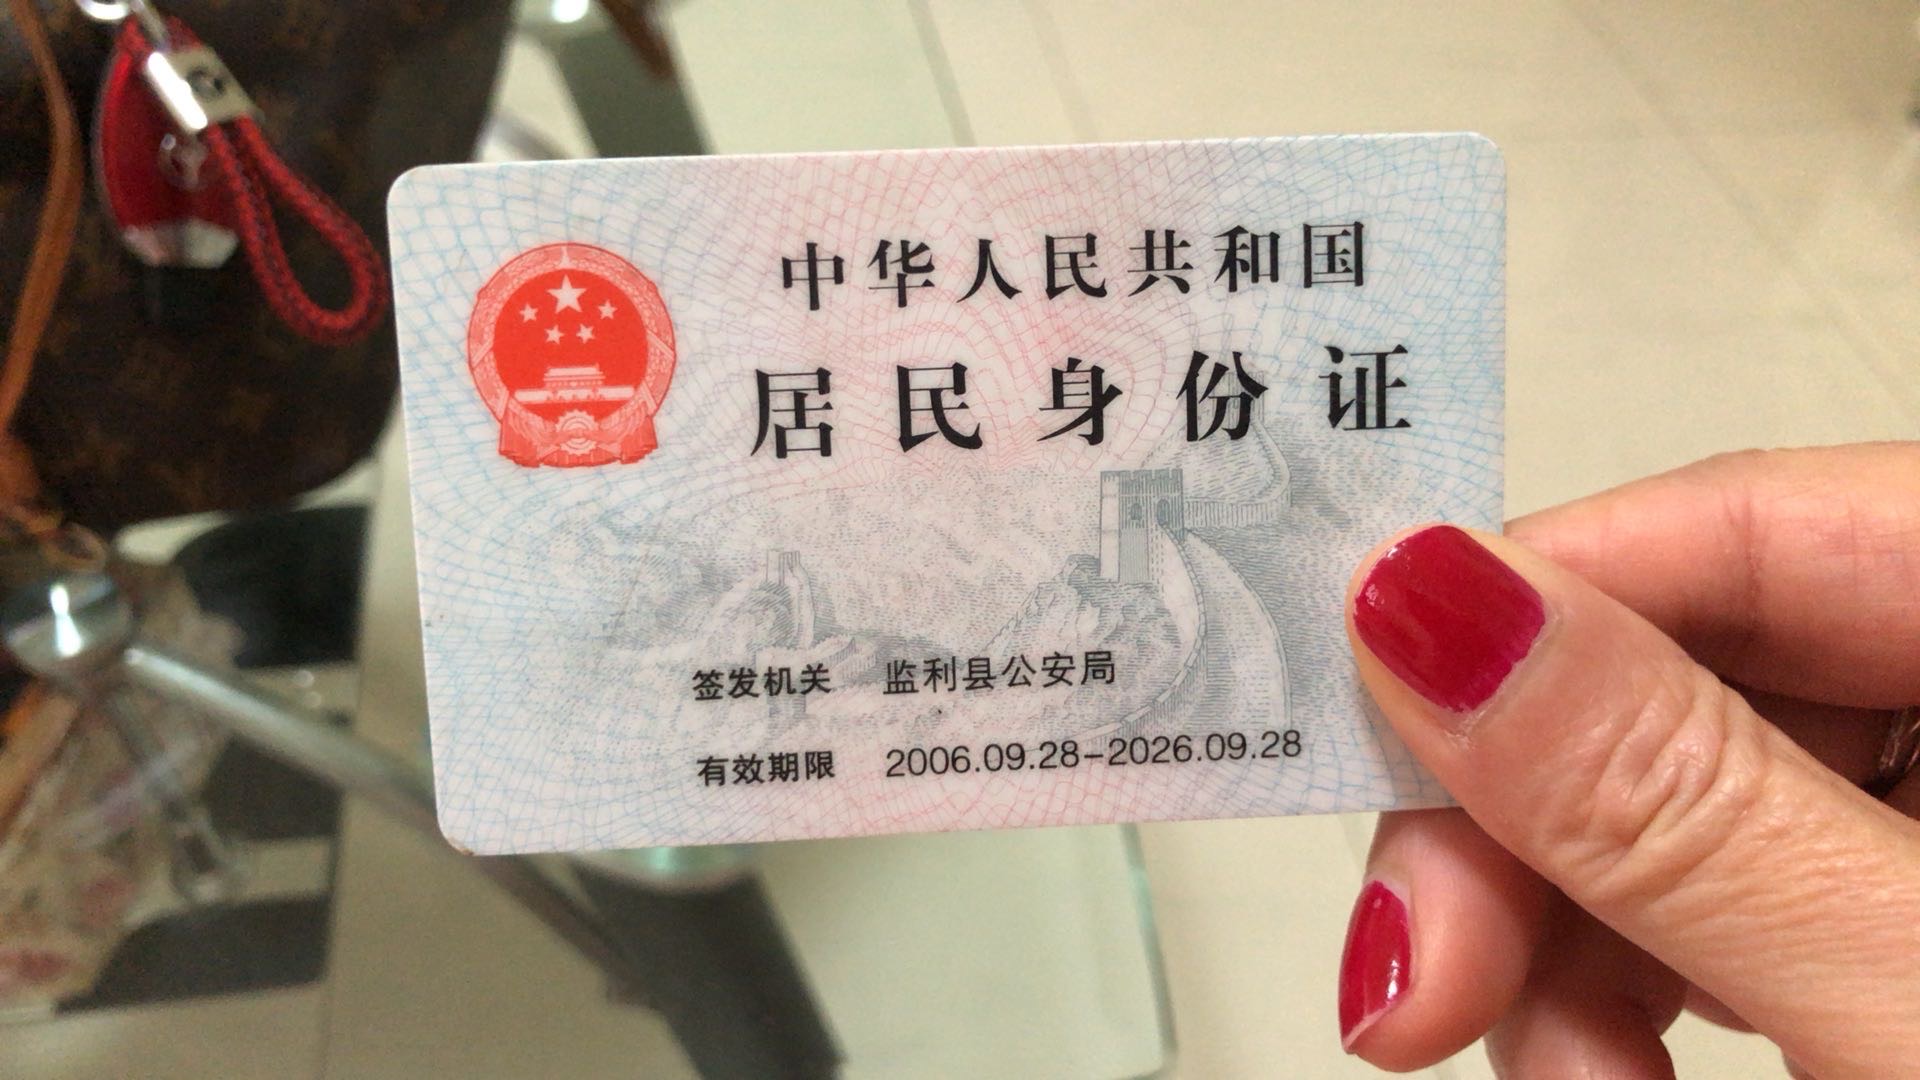 中华人民共和国
居民身份证
签发机关 监利县公安局
有效期限 2006.09.28-2026.09.28